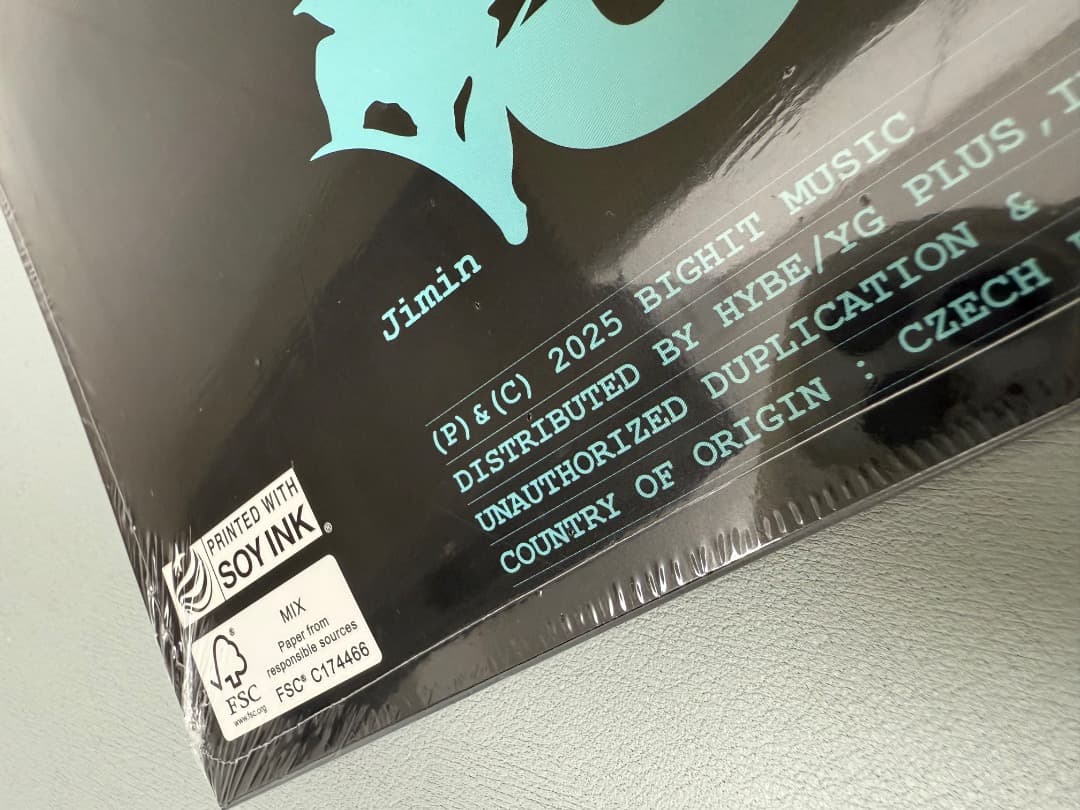 Jimin
(P)&(C) 2025 BIGHIT MUSIC
DISTRIBUTED BY HYBE/YG PLUS,
UNAUTHORIZED DUPLICATION &
COUNTRY OF ORIGIN : CZECH
PRINTED WITH
SOY INK®
MIX
Paper from
responsible sources
FSC® C174466
®
FSC
www.fsc.org